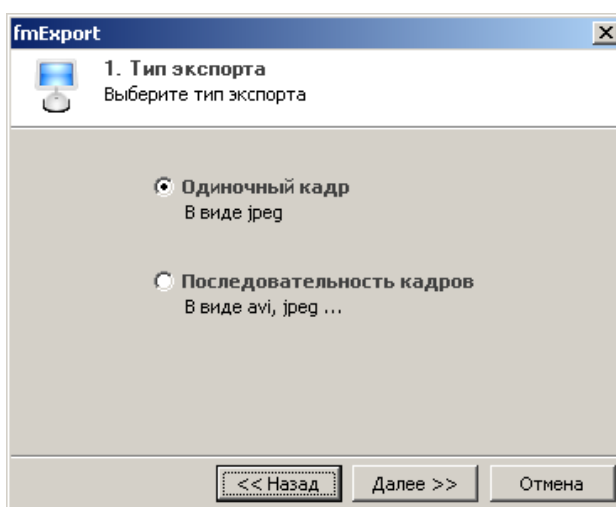 fmExport
1. Тип экспорта
Выберите тип экспорта
Одиночный кадр
В виде jpeg
Последовательность кадров
В виде avi, jpeg ...
<< Назад
Далее >>
Отмена